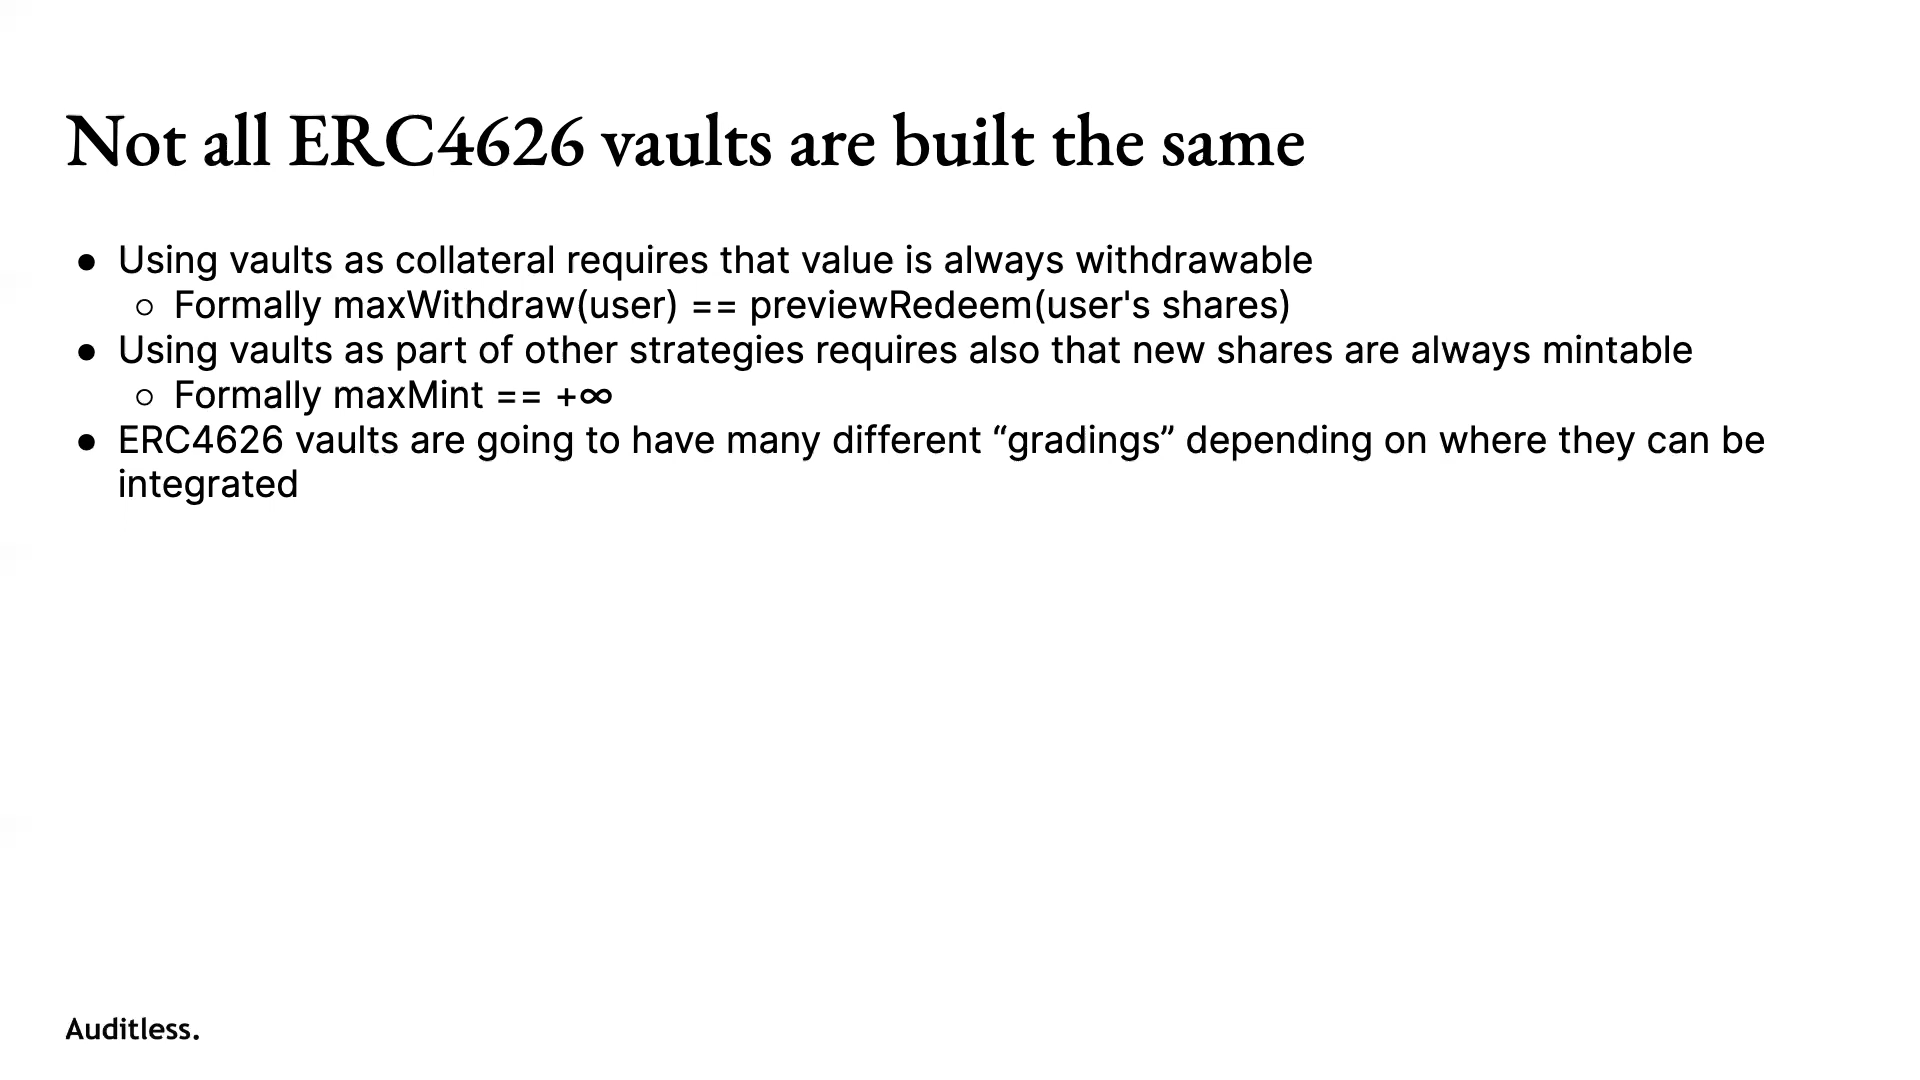 Not all ERC4626 vaults are built the same
● Using vaults as collateral requires that value is always withdrawable
○ Formally maxWithdraw(user) == previewRedeem(user's shares)
● Using vaults as part of other strategies requires also that new shares are always mintable
○ Formally maxMint == +∞
● ERC4626 vaults are going to have many different “gradings” depending on where they can be
integrated
Auditless.